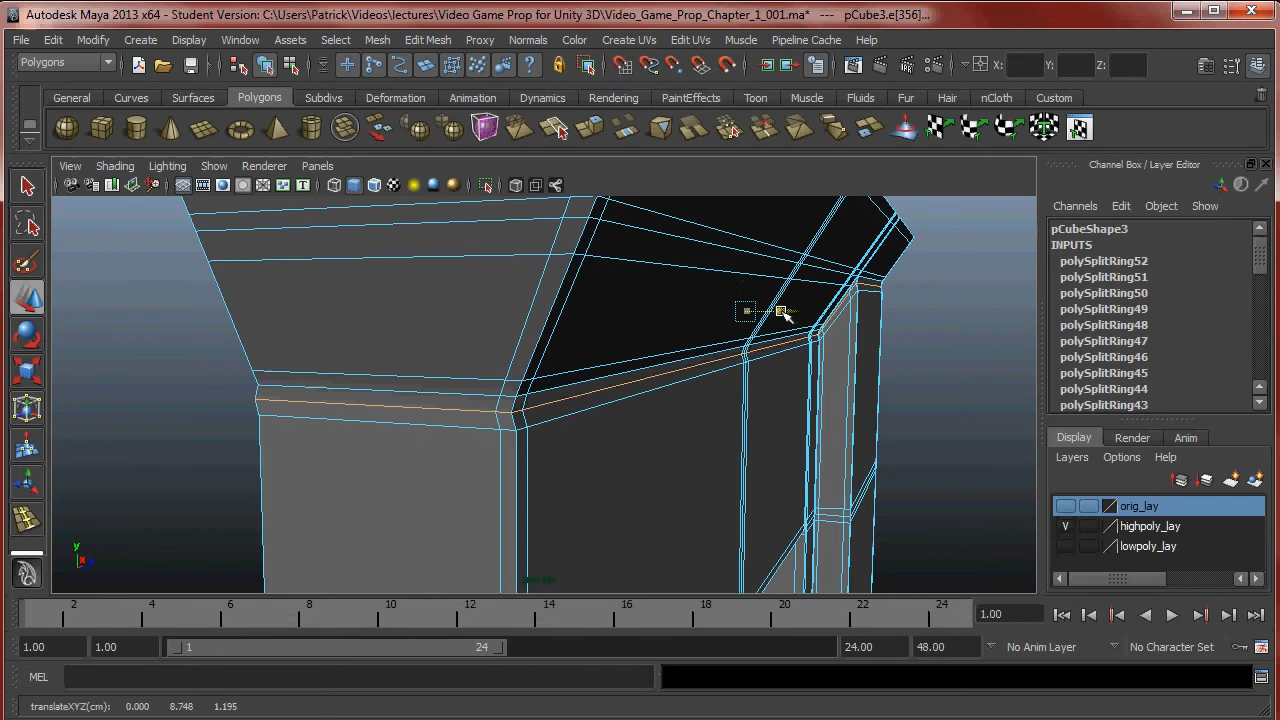 Autodesk Maya 2013 x64 - Student Version: C:\Users\Patrick\Videos\lectures\Video Game Prop for Unity 3D\Video_Game_Prop_Chapter_1_001.ma* --- pCube3.e[356]...
File Edit Modify Create Display Window Assets Select Mesh Edit Mesh Proxy Normals Color Create UVs Edit UVs Muscle Pipeline Cache Help
Polygons X: Y: Z:
General Curves Surfaces Polygons Subdivs Deformation Animation Dynamics Rendering PaintEffects Toon Muscle Fluids Fur Hair nCloth Custom
View Shading Lighting Show Renderer Panels
Channel Box / Layer Editor
Channels Edit Object Show
pCubeShape3
INPUTS
polySplitRing52
polySplitRing51
polySplitRing50
polySplitRing49
polySplitRing48
polySplitRing47
polySplitRing46
polySplitRing45
polySplitRing44
polySplitRing43
Display Render Anim
Layers Options Help
orig_lay
V highpoly_lay
lowpoly_lay
y
x
z
persp
2 4 6 8 10 12 14 16 18 20 22 24 1.00
1.00 1.00 1 24 24.00 48.00 No Anim Layer No Character Set
MEL
translateXYZ(cm): 0.000 8.748 1.195